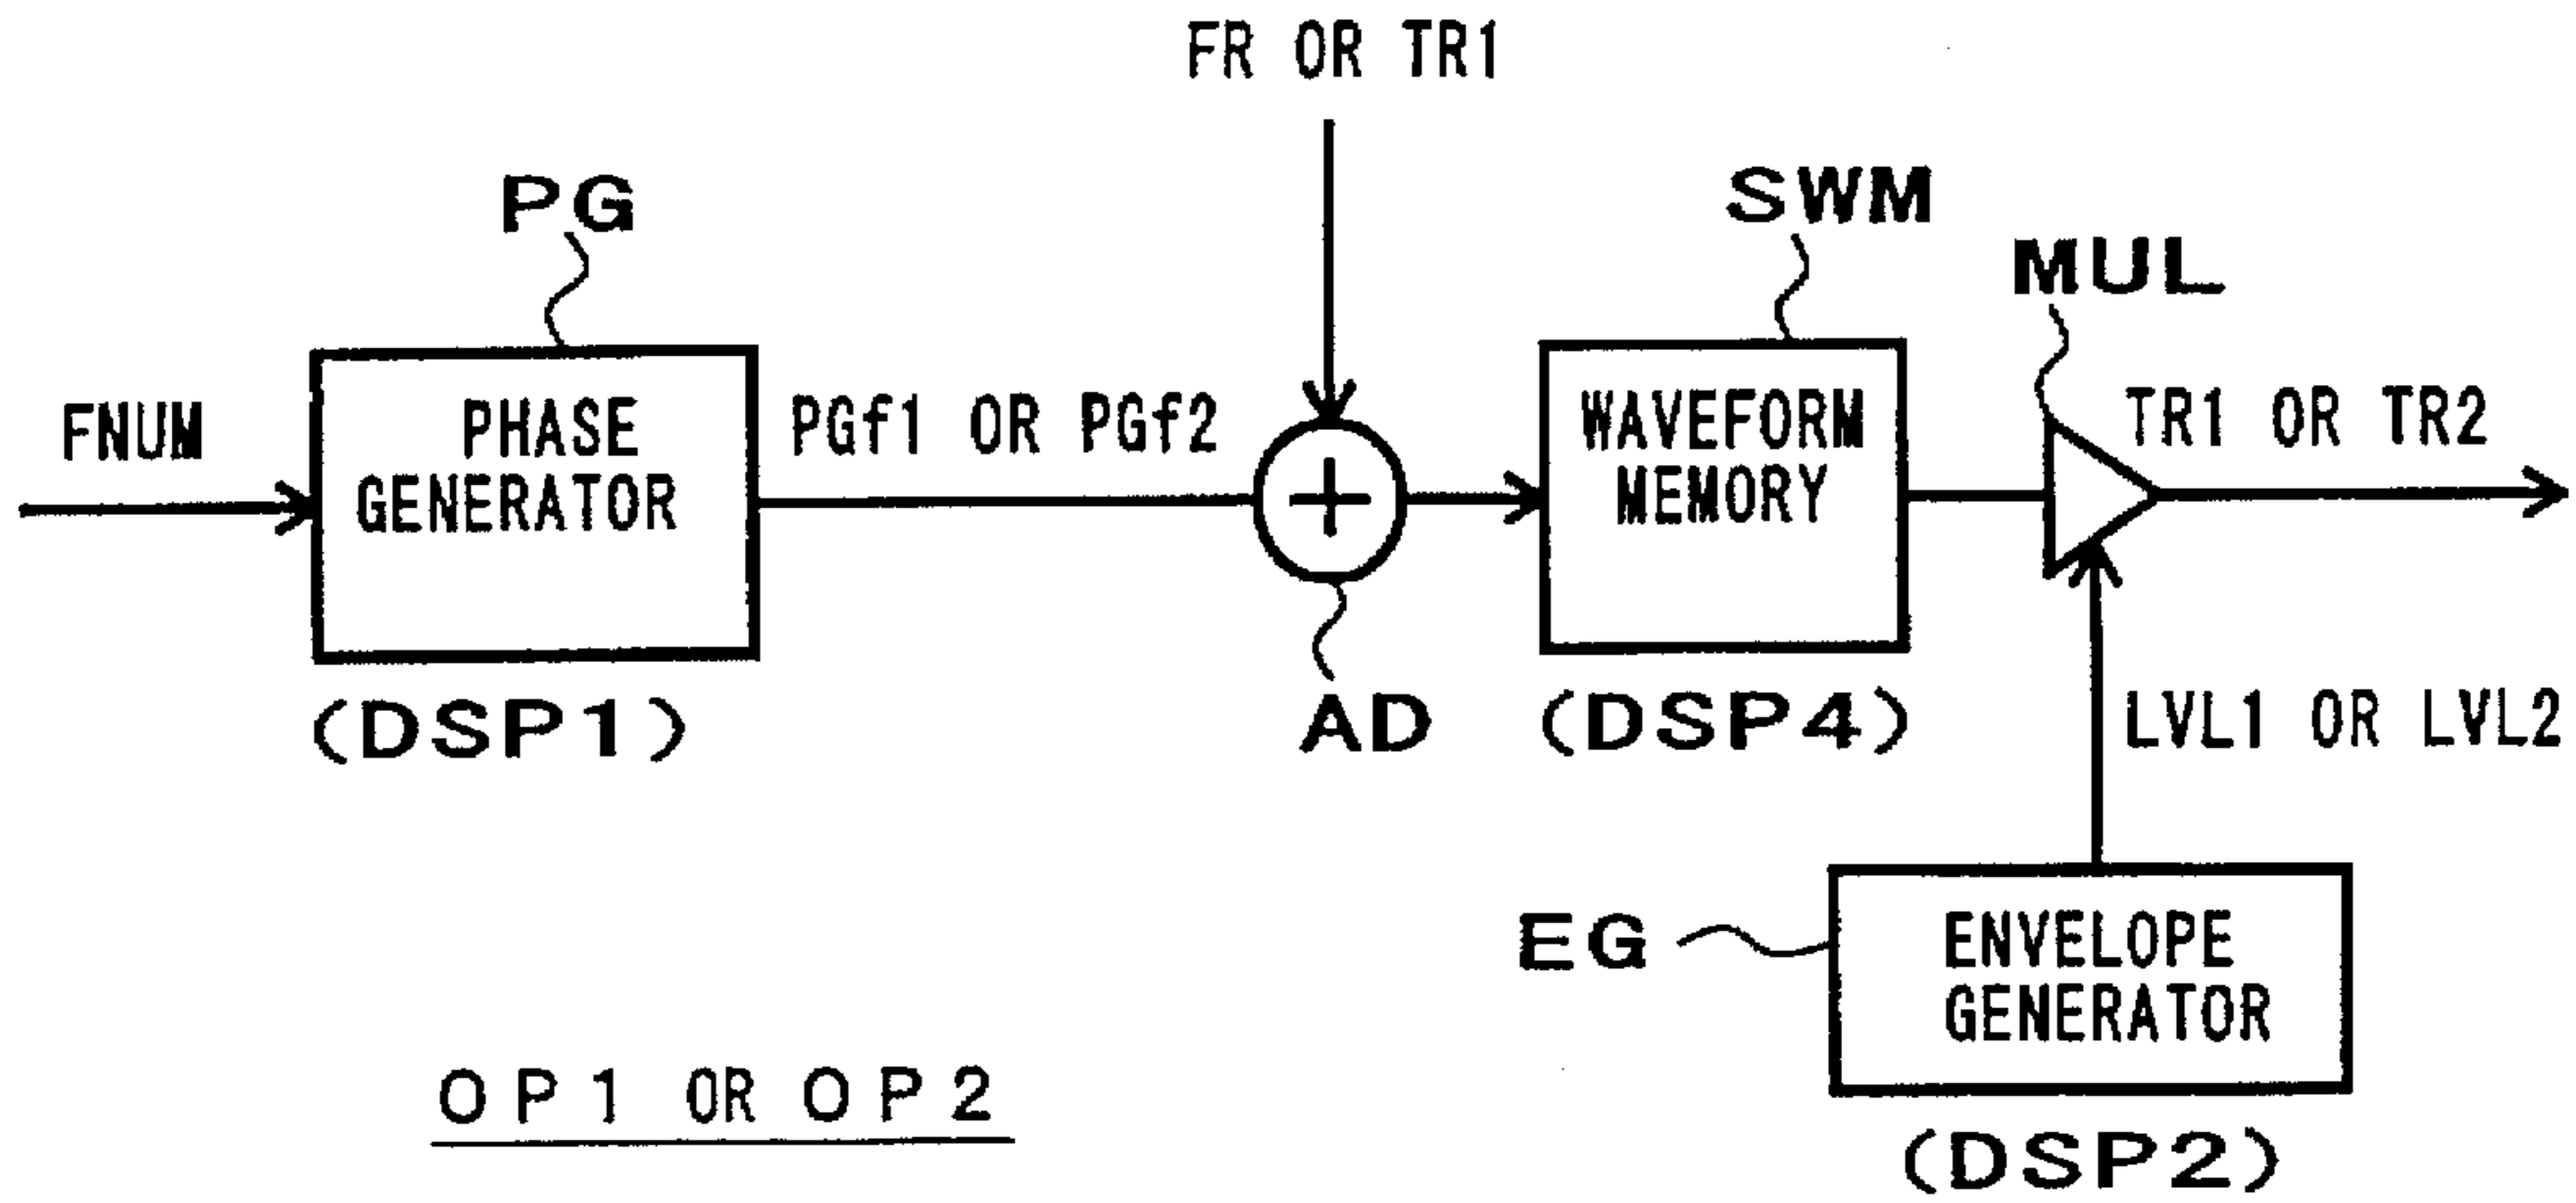 FR OR TR1
PG
SWM
MUL
FNUM
PHASE
GENERATOR
PGf1 OR PGf2
+
WAVEFORM
MEMORY
TR1 OR TR2
(DSP1)
AD
(DSP4)
LVL1 OR LVL2
EG
ENVELOPE
GENERATOR
OP1 OR OP2
(DSP2)